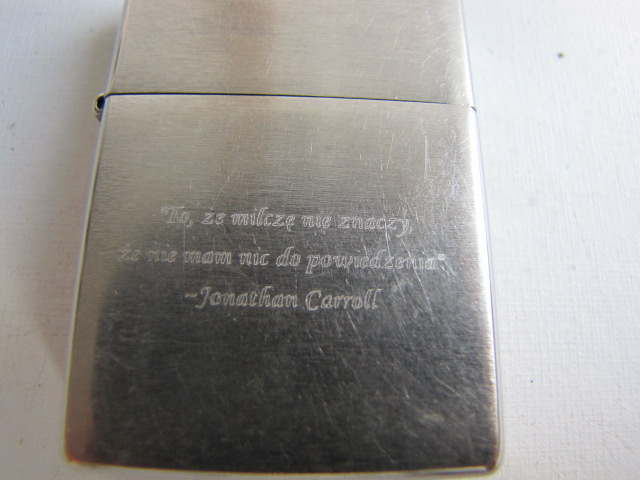 "To, że milczę nie znaczy,
że nie mam nic do powiedzenia"
~Jonathan Carroll